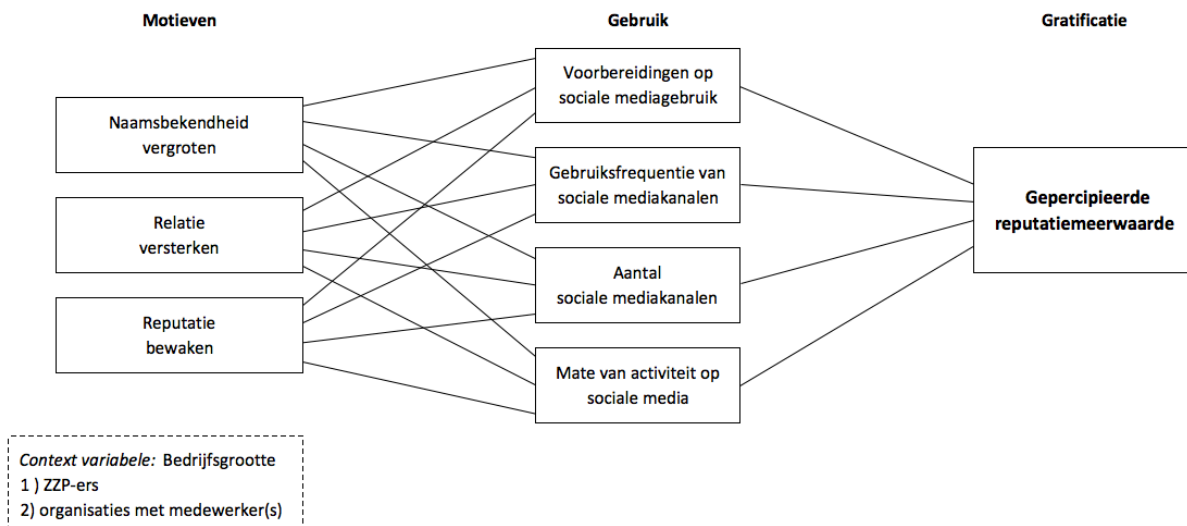 Motieven
Gebruik
Gratificatie
Naamsbekendheid
vergroten
Relatie
versterken
Reputatie
bewaken
Voorbereidingen op
sociale mediagebruik
Gebruiksfrequentie van
sociale mediakanalen
Aantal
sociale mediakanalen
Mate van activiteit op
sociale media
Gepercipieerde
reputatiemeerwaarde
Context variabele: Bedrijfsgrootte
1 ) ZZP-ers
2) organisaties met medewerker(s)